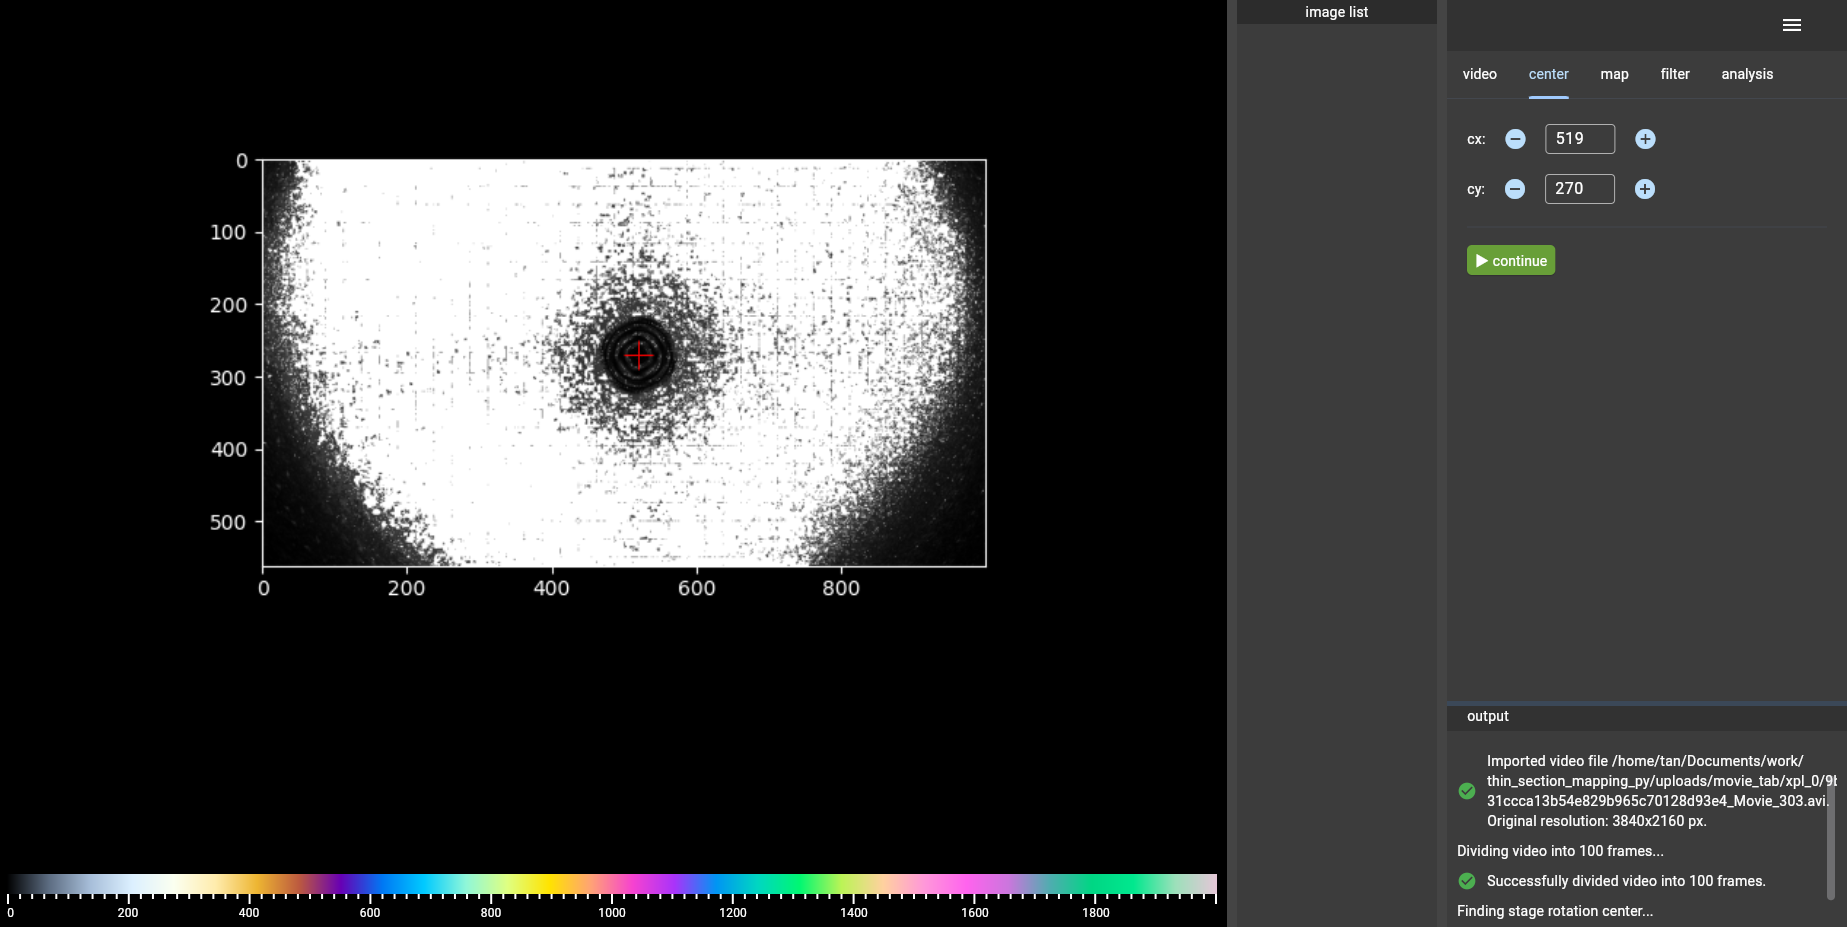 image list
video center map filter analysis
cx: 519
cy: 270
continue
0
100
200
300
400
500
0 200 400 600 800
0 200 400 600 800 1000 1200 1400 1600 1800
output
Imported video file /home/tan/Documents/work/
thin_section_mapping_py/uploads/movie_tab/xpl_0/9b
31ccca13b54e829b965c70128d93e4_Movie_303.avi.
Original resolution: 3840x2160 px.
Dividing video into 100 frames...
Successfully divided video into 100 frames.
Finding stage rotation center...